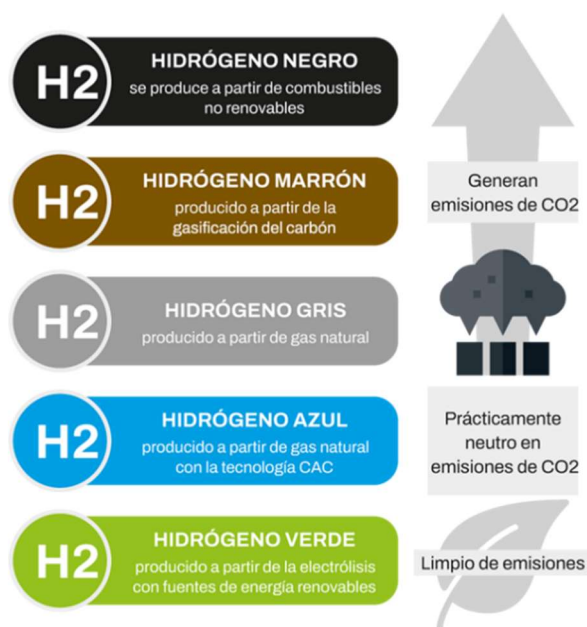 H2
HIDRÓGENO NEGRO
se produce a partir de combustibles
no renovables
H2
HIDRÓGENO MARRÓN
producido a partir de la
gasificación del carbón
Generan
emisiones de CO2
H2
HIDRÓGENO GRIS
producido a partir de gas natural
H2
HIDRÓGENO AZUL
producido a partir de gas natural
con la tecnología CAC
Prácticamente
neutro en
emisiones de CO2
H2
HIDRÓGENO VERDE
producido a partir de la electrólisis
con fuentes de energía renovables
Limpio de emisiones